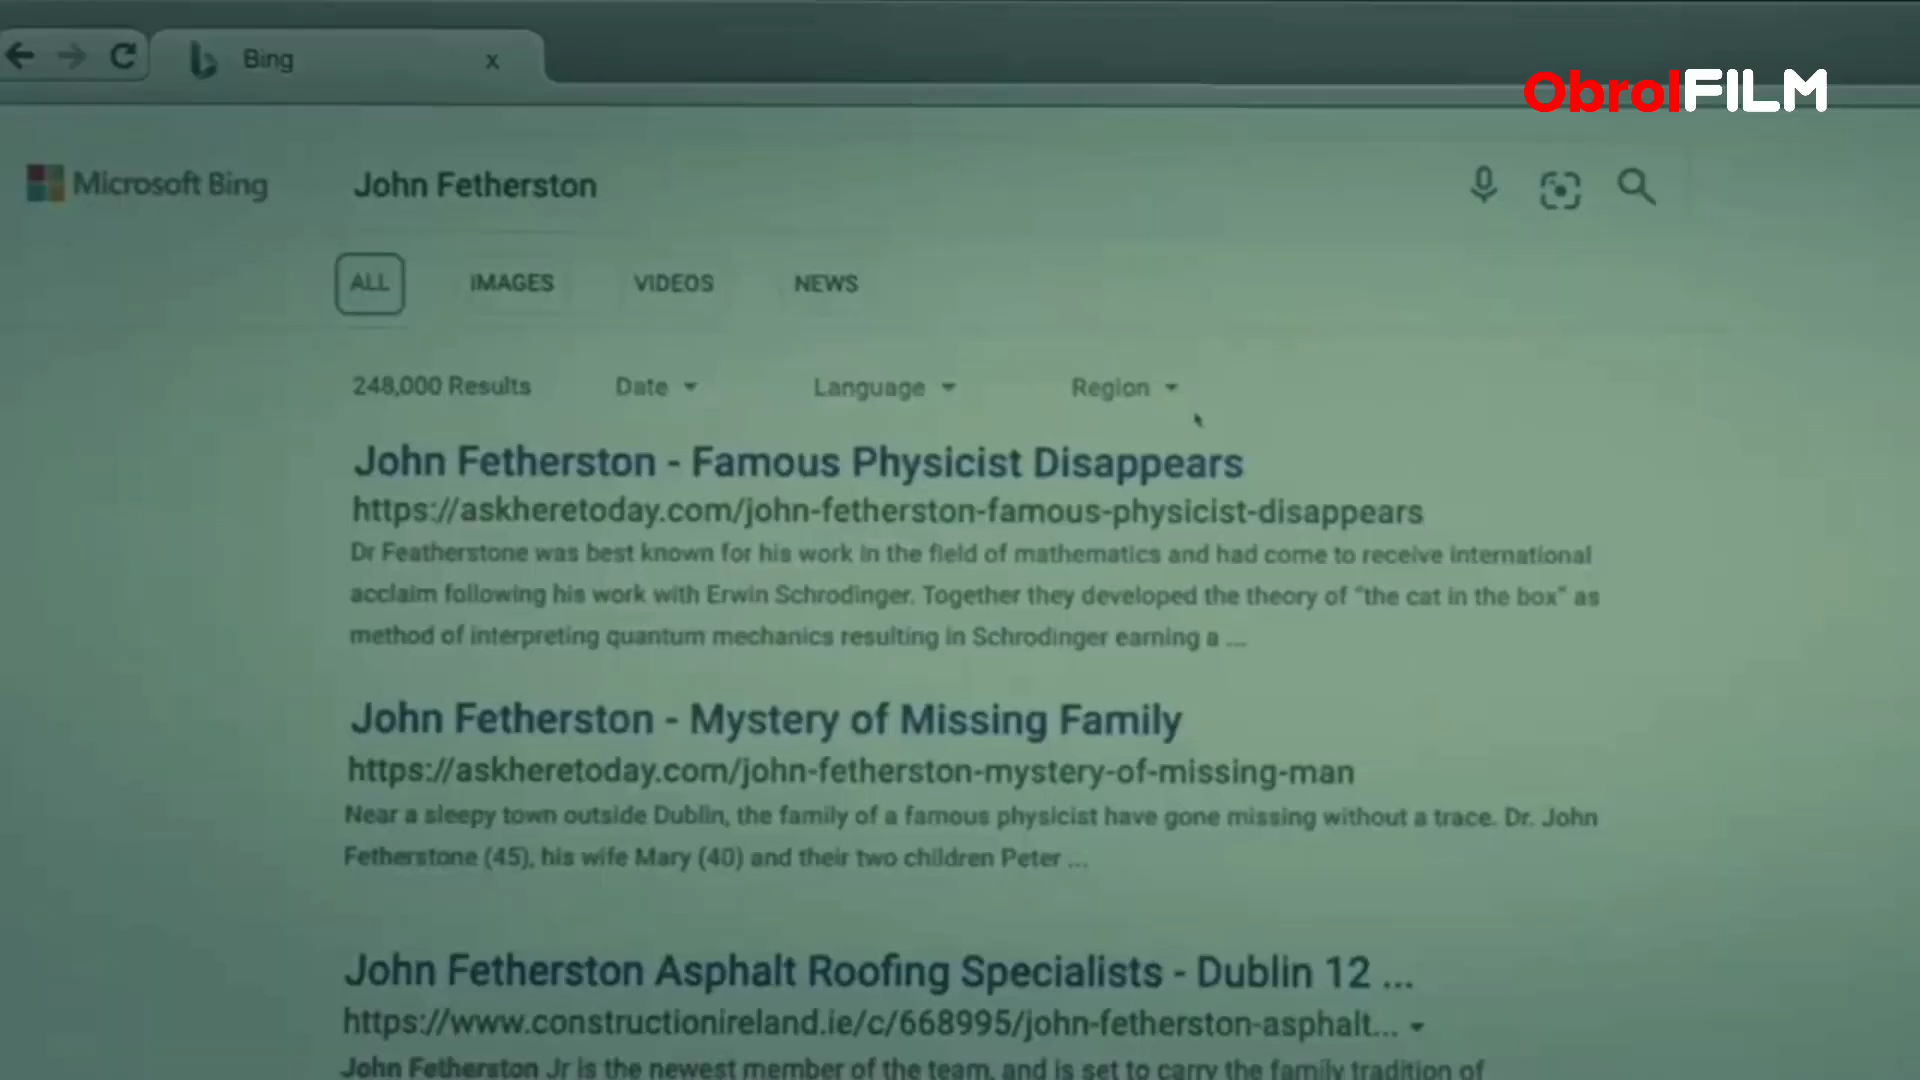 Bing
x
ObrolFILM
Microsoft Bing
John Fetherston
ALL
IMAGES
VIDEOS
NEWS
248,000 Results
Date
Language
Region
John Fetherston - Famous Physicist Disappears
https://askheretoday.com/john-fetherston-famous-physicist-disappears
Dr Featherstone was best known for his work in the field of mathematics and had come to receive international
acclaim following his work with Erwin Schrodinger. Together they developed the theory of "the cat in the box" as
method of interpreting quantum mechanics resulting in Schrodinger earning a ...
John Fetherston - Mystery of Missing Family
https://askheretoday.com/john-fetherston-mystery-of-missing-man
Near a sleepy town outside Dublin, the family of a famous physicist have gone missing without a trace. Dr. John
Fetherstone (45), his wife Mary (40) and their two children Peter ...
John Fetherston Asphalt Roofing Specialists - Dublin 12 ...
https://www.constructionireland.ie/c/668995/john-fetherston-asphalt...
John Fetherston Jr is the newest member of the team, and is set to carry the family tradition of